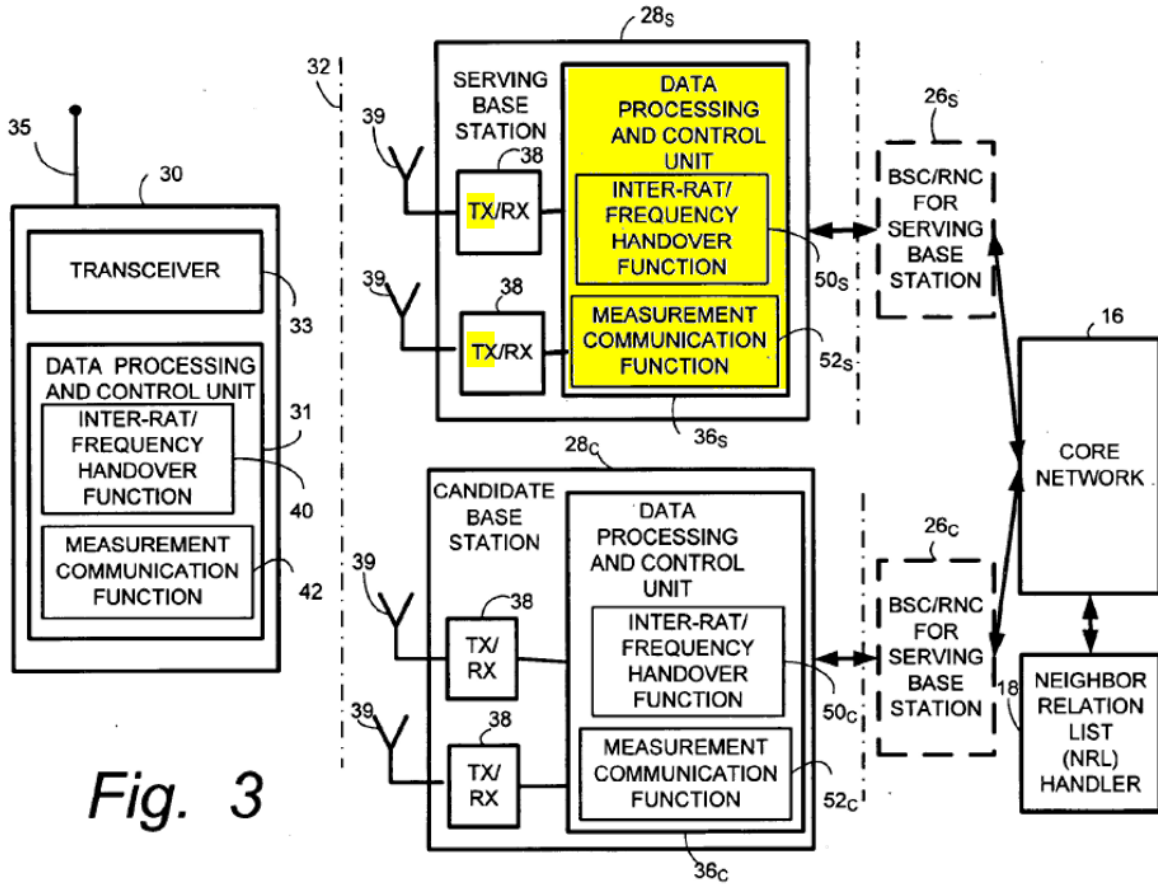 35
30
TRANSCEIVER
33
DATA PROCESSING
AND CONTROL
UNIT
31
INTER-RAT/
FREQUENCY
HANDOVER
FUNCTION
40
MEASUREMENT
COMMUNICATION
FUNCTION
42
32
28S
SERVING
BASE
STATION
39
38
TX/RX
39
38
TX/RX
DATA
PROCESSING
AND CONTROL
UNIT
INTER-RAT/
FREQUENCY
HANDOVER
FUNCTION
50S
MEASUREMENT
COMMUNICATION
FUNCTION
52S
36S
28C
CANDIDATE
BASE
STATION
39
38
TX/
RX
39
38
TX/
RX
DATA
PROCESSING
AND CONTROL
UNIT
INTER-RAT/
FREQUENCY
HANDOVER
FUNCTION
50C
MEASUREMENT
COMMUNICATION
FUNCTION
52C
36C
26S
BSC/RNC
FOR
SERVING
BASE
STATION
26C
BSC/RNC
FOR
SERVING
BASE
STATION
16
CORE
NETWORK
18
NEIGHBOR
RELATION
LIST
(NRL)
HANDLER
Fig. 3